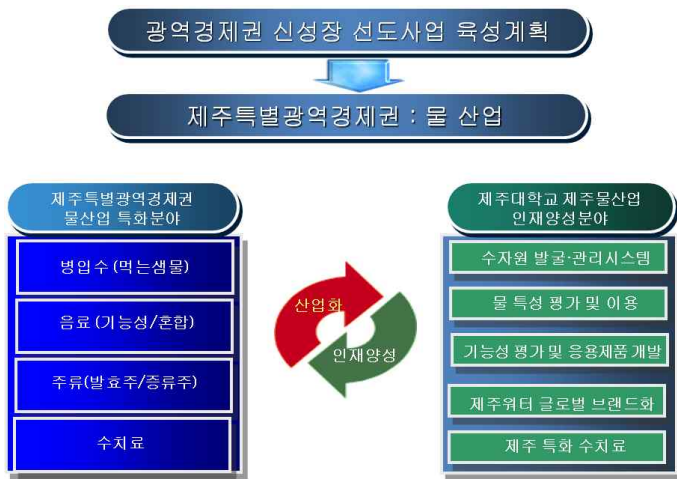 광역경제권 신성장 선도사업 육성계획
제주특별광역경제권 : 물 산업
제주특별광역경제권
물산업 특화분야
병입수 (먹는샘물)
음료 (기능성/혼합)
주류(발효주/증류주)
수치료
산업화
인재양성
제주대학교 제주물산업
인재양성분야
수자원 발굴·관리시스템
물 특성 평가 및 이용
기능성 평가 및 응용제품 개발
제주워터 글로벌 브랜드화
제주 특화 수치료